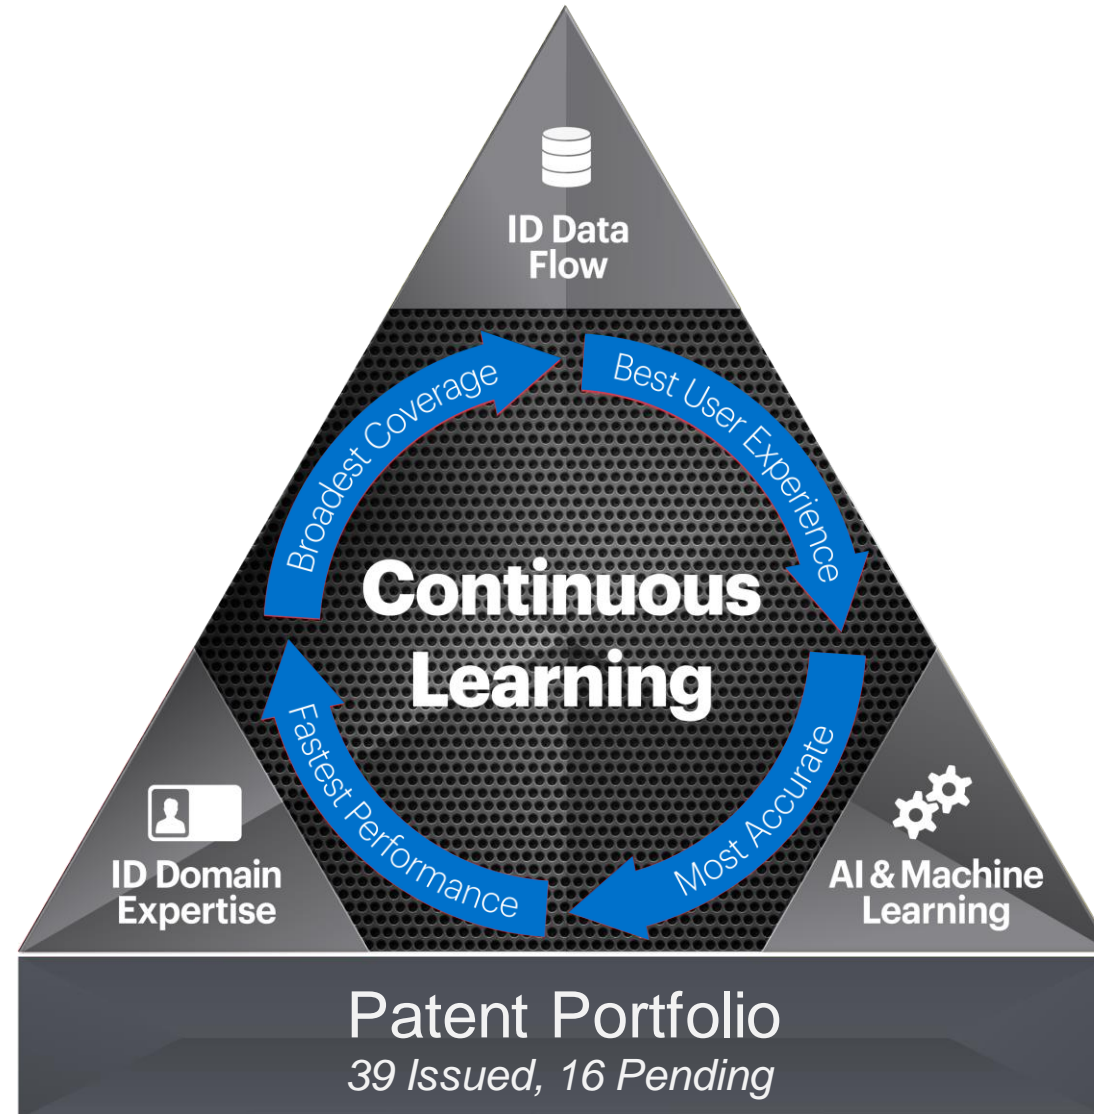 ID Data
Flow
Broadest Coverage
Best User Experience
Continuous
Learning
Fastest Performance
Most Accurate
ID Domain
Expertise
AI & Machine
Learning
Patent Portfolio
39 Issued, 16 Pending